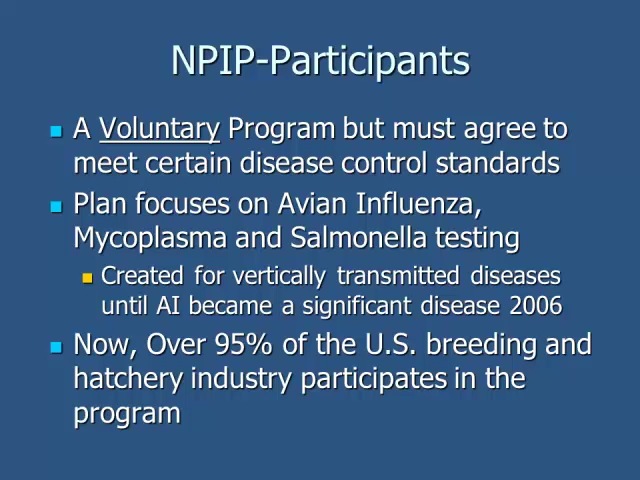 NPIP-Participants
A Voluntary Program but must agree to
meet certain disease control standards
Plan focuses on Avian Influenza,
Mycoplasma and Salmonella testing
Created for vertically transmitted diseases
until AI became a significant disease 2006
Now, Over 95% of the U.S. breeding and
hatchery industry participates in the
program